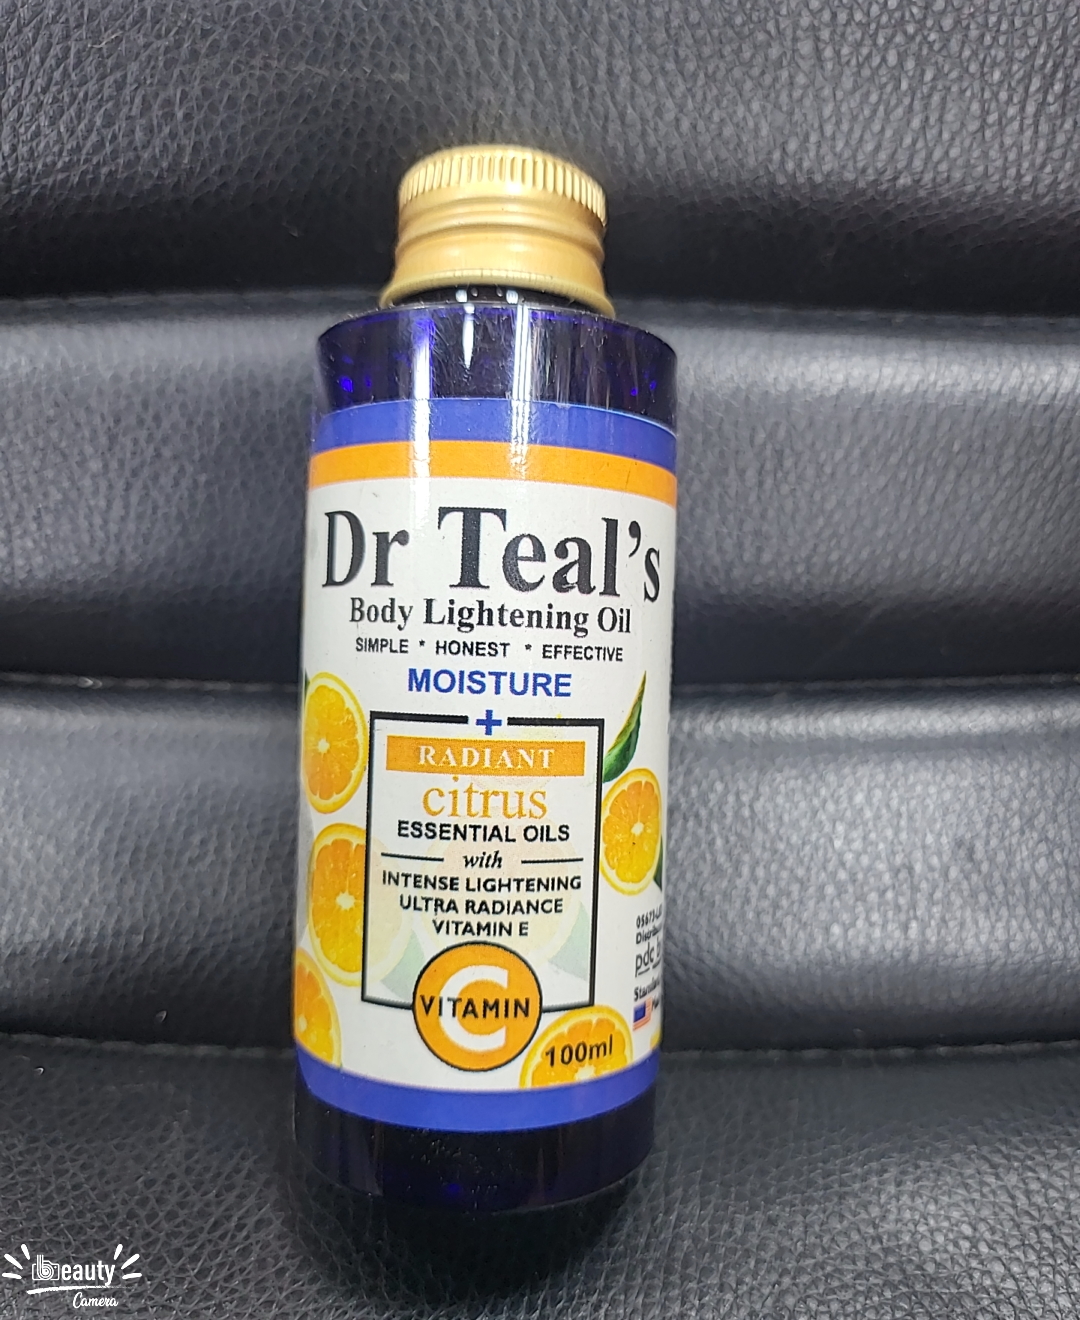 Dr Teal's
Body Lightening Oil
SIMPLE * HONEST * EFFECTIVE
MOISTURE
+
RADIANT
citrus
ESSENTIAL OILS
with
INTENSE LIGHTENING
ULTRA RADIANCE
VITAMIN E
C
VITAMIN
100ml
pdc
beauty
Camera